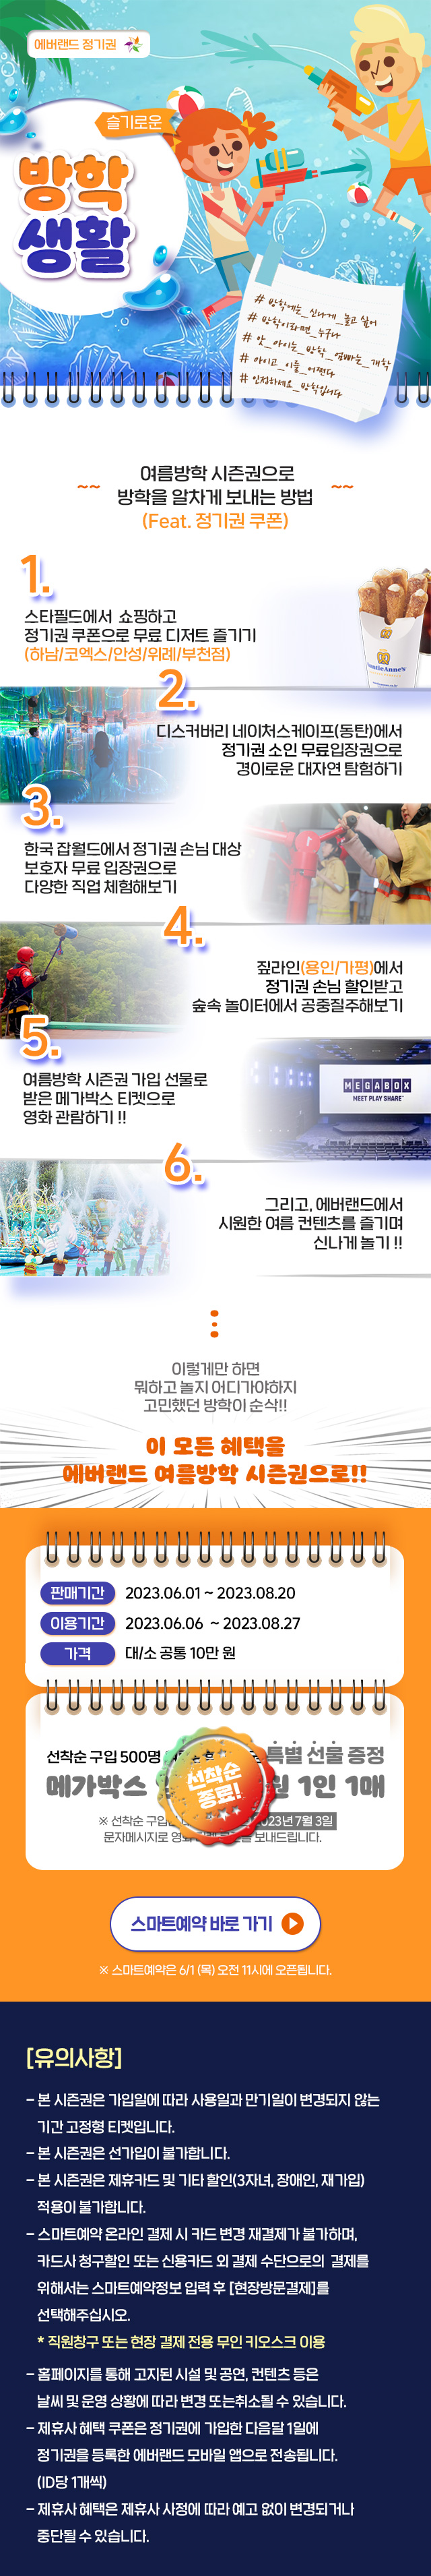 에버랜드 정기권
슬기로운
방학
생활
# 방학에는_신나게_놀고 싶어
# 방학이라면_누구나
# 앗_아이는_방학_엄빠는_개학
# 아이고_이를_어쩐다
# 인정하세요_방학입니다
여름방학 시즌권으로
~~ 방학을 알차게 보내는 방법 ~~
(Feat. 정기권 쿠폰)
1.
스타필드에서 쇼핑하고
정기권 쿠폰으로 무료 디저트 즐기기
(하남/코엑스/안성/위례/부천점)
Auntie Anne's
2.
디스커버리 네이처스케이프(동탄)에서
정기권 소인 무료입장권으로
경이로운 대자연 탐험하기
3.
한국 잡월드에서 정기권 손님 대상
보호자 무료 입장권으로
다양한 직업 체험해보기
4.
짚라인(용인/가평)에서
정기권 손님 할인받고
숲속 놀이터에서 공중질주해보기
5.
여름방학 시즌권 가입 선물로
받은 메가박스 티켓으로
영화 관람하기 !!
MEGABOX
MEET PLAY SHARE
6.
그리고, 에버랜드에서
시원한 여름 컨텐츠를 즐기며
신나게 놀기 !!
이렇게만 하면
뭐하고 놀지 어디가야하지
고민했던 방학이 순삭!!
이 모든 혜택을
에버랜드 여름방학 시즌권으로!!
판매기간 2023.06.01 ~ 2023.08.20
이용기간 2023.06.06 ~ 2023.08.27
가격 대/소 공통 10만 원
선착순 구입 500명 특별 선물 증정
메가박스 1인 1매
선착순
종료!
※ 선착순 구입 2023년 7월 3일
문자메시지로 보내드립니다.
스마트예약 바로 가기
※ 스마트예약은 6/1 (목) 오전 11시에 오픈됩니다.
[유의사항]
- 본 시즌권은 가입일에 따라 사용일과 만기일이 변경되지 않는
기간 고정형 티켓입니다.
- 본 시즌권은 선가입이 불가합니다.
- 본 시즌권은 제휴카드 및 기타 할인(3자녀, 장애인, 재가입)
적용이 불가합니다.
- 스마트예약 온라인 결제 시 카드 변경 재결제가 불가하며,
카드사 청구할인 또는 신용카드 외 결제 수단으로의 결제를
위해서는 스마트예약정보 입력 후 [현장방문결제]를
선택해주십시오.
* 직원창구 또는 현장 결제 전용 무인 키오스크 이용
- 홈페이지를 통해 고지된 시설 및 공연, 컨텐츠 등은
날씨 및 운영 상황에 따라 변경 또는취소될 수 있습니다.
- 제휴사 혜택 쿠폰은 정기권에 가입한 다음달 1일에
정기권을 등록한 에버랜드 모바일 앱으로 전송됩니다.
(ID당 1개씩)
- 제휴사 혜택은 제휴사 사정에 따라 예고 없이 변경되거나
중단될 수 있습니다.